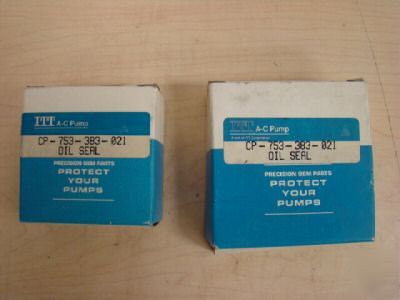 ITT A-C Pump
CP-753-383-021
OIL SEAL
PRECISION OEM PARTS
PROTECT
YOUR
PUMPS
ITT A-C Pump
CP-753-383-021
OIL SEAL
PRECISION OEM PARTS
PROTECT
YOUR
PUMPS